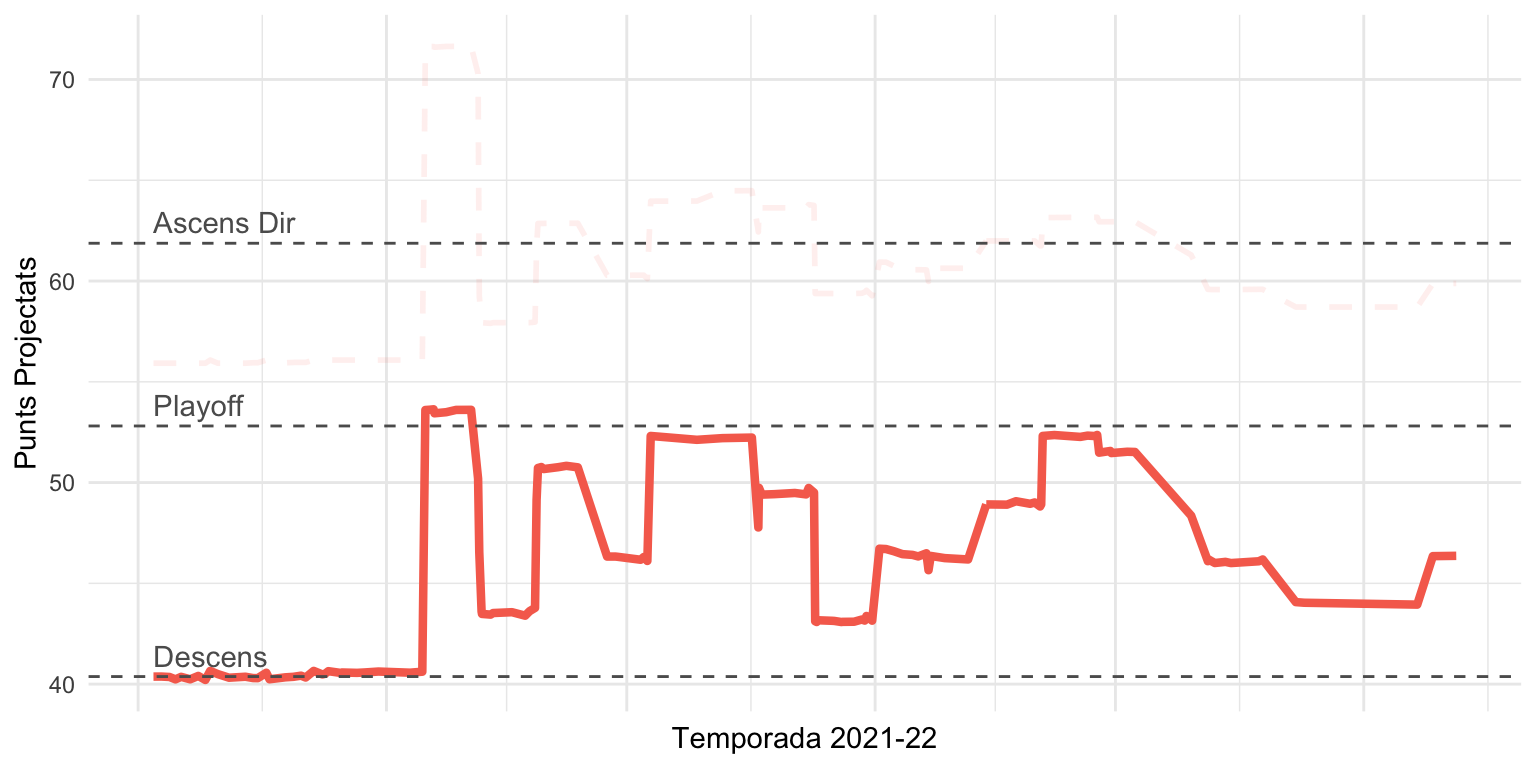 70
Ascens Dir
60
Playoff
50
Descens
40
Punts Projectats
Temporada 2021-22